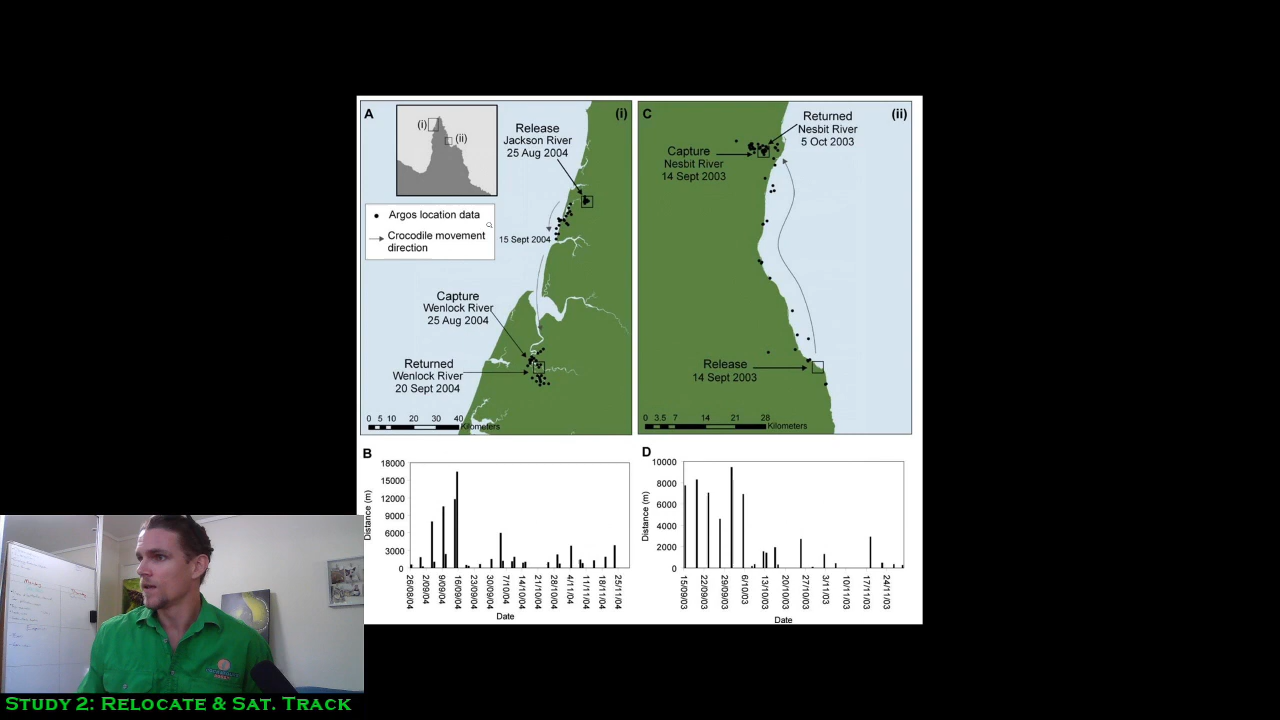 A
(i)
(i)
(ii)
Release
Jackson River
25 Aug 2004
Argos location data
Crocodile movement
direction
15 Sept 2004
Capture
Wenlock River
25 Aug 2004
Returned
Wenlock River
20 Sept 2004
0 5 10 20 30 40
Kilometers
C
(ii)
Returned
Nesbit River
5 Oct 2003
Capture
Nesbit River
14 Sept 2003
Release
14 Sept 2003
0 3.5 7 14 21 28
Kilometers
B
18000
15000
12000
9000
6000
3000
0
Distance (m)
26/08/04
2/09/04
9/09/04
16/09/04
23/09/04
30/09/04
7/10/04
14/10/04
21/10/04
28/10/04
4/11/04
11/11/04
18/11/04
25/11/04
Date
D
10000
8000
6000
4000
2000
0
Distance (m)
15/09/03
22/09/03
29/09/03
6/10/03
13/10/03
20/10/03
27/10/03
3/11/03
10/11/03
17/11/03
24/11/03
Date
Study 2: Relocate & Sat. Track